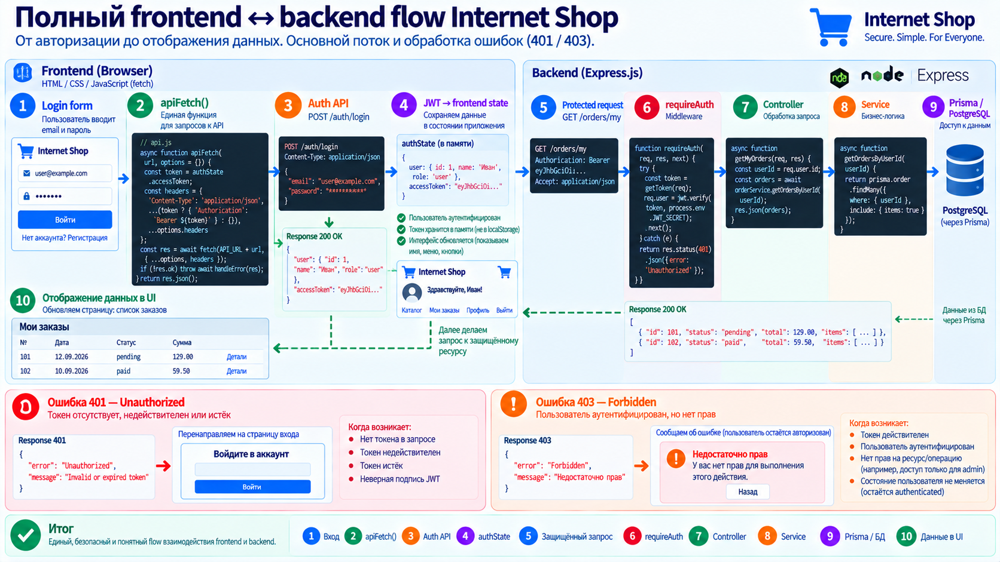 Полный frontend ↔ backend flow Internet Shop
От авторизации до отображения данных. Основной поток и обработка ошибок (401 / 403).
Internet Shop
Secure. Simple. For Everyone.
Frontend (Browser)
HTML / CSS / JavaScript (fetch)
1
Login form
Пользователь вводит
email и пароль
Internet Shop
user@example.com
•••••••
Войти
Нет аккаунта? Регистрация
2
apiFetch()
Единая функция
для запросов к API
// api.js
async function apiFetch(
url, options = {}) {
const token = authState
.accessToken;
const headers = {
'Content-Type': 'application/json',
...(token ? { 'Authorication':
'Bearer ${token}' } : {}),
...options.headers
};
const res = await fetch(API_URL + url,
{ ...options, headers });
if (!res.ok) throw await handleError(res);
}return res.json();
3
Auth API
POST /auth/login
POST /auth/login
Content-Type: application/json
{
"email": "user@example.com",
"password": "**********"
}
Response 200 OK
{
"user": { "id": 1,
"name": "Иван", "role": "user"
},
"accessToken": "eyJhbGciOi..."
}
4
JWT → frontend state
Сохраняем данные
в состоянии приложения
authState (в памяти)
{
user: { id: 1, name: 'Иван',
role: 'user' },
accessToken": "eyJhbGciOi..."
}
Пользователь аутентифицирован
Токен хранится в памяти (не в localStorage)
Интерфейс обновляется (показываем
имя, меню, кнопки)
Internet Shop
Здравствуйте, Иван!
Каталог Мои заказы Профиль Выйти
Далее делаем
запрос к защищённому
ресурсу
10
Отображение данных в UI
Обновляем страницу: список заказов
Мои заказы
№ Дата Статус Сумма
101 12.09.2026 pending 129.00 Детали
102 10.09.2026 paid 59.50 Детали
Backend (Express.js)
node Express
5
Protected request
GET /orders/my
GET /orders/my
Authorication: Bearer
eyJhbGciOi1...
Accept: application/json
6
requireAuth
Middleware
function requireAuth(
req, res, next) {
try {
const token =
getToken(req);
req.user = jwt.verify(
token, process.env
.JWT_SECRET);
next();
}catch (e) {
return res.status(401)
.json({error:
'Unauthorized' });
}}
7
Controller
Обработка запроса
async function
getMyOrders(req, res) {
const userId = req.user.id;
const orders = await
orderService.getOrdersByUserId(
userId);
res.json(orders);
}
8
Service
Бизнес-логика
async function
getOrdersByUserId(
userId) {
return prisma.order
.findMany({
where: { userId },
include: { items: true }
});
}
9
Prisma /
PostgreSQL
Доступ к данным
PostgreSQL
(через Prisma)
Данные из БД
через Prisma
Response 200 OK
[
{ "id": 101, "status": "pending", "total": 129.00, "items": [ ... ] },
{ "id": 102, "status": "paid", "total": 59.50, "items": [ ... ] }
]
Ошибка 401 — Unauthorized
Токен отсутствует, недействителен или истёк
Response 401
{
"error": "Unauthorized",
"message": "Invalid or expired token"
}
Перенаправляем на страницу входа
Войдите в аккаунт
Войти
Когда возникает:
Нет токена в запросе
Токен недействителен
Токен истёк
Неверная подпись JWT
!
Ошибка 403 — Forbidden
Пользователь аутентифицирован, но нет прав
Response 403
{
"error": "Forbidden",
"message": "Недостаточно прав"
}
Сообщаем об ошибке (пользователь остаётся авторизован)
!
Недостаточно прав
У вас нет прав для выполнения
этого действия.
Назад
Когда возникает:
Токен действителен
Пользователь аутентифицирован
Нет прав на ресурс/операцию
(например, доступ только для admin)
Состояние пользователя не меняется
(остаётся authenticated)
Итог
Единый, безопасный и понятный flow взаимодействия frontend и backend.
1 Вход 2 apiFetch() 3 Auth API 4 authState 5 Защищённый запрос 6 requireAuth 7 Controller 8 Service 9 Prisma / БД 10 Данные в UI